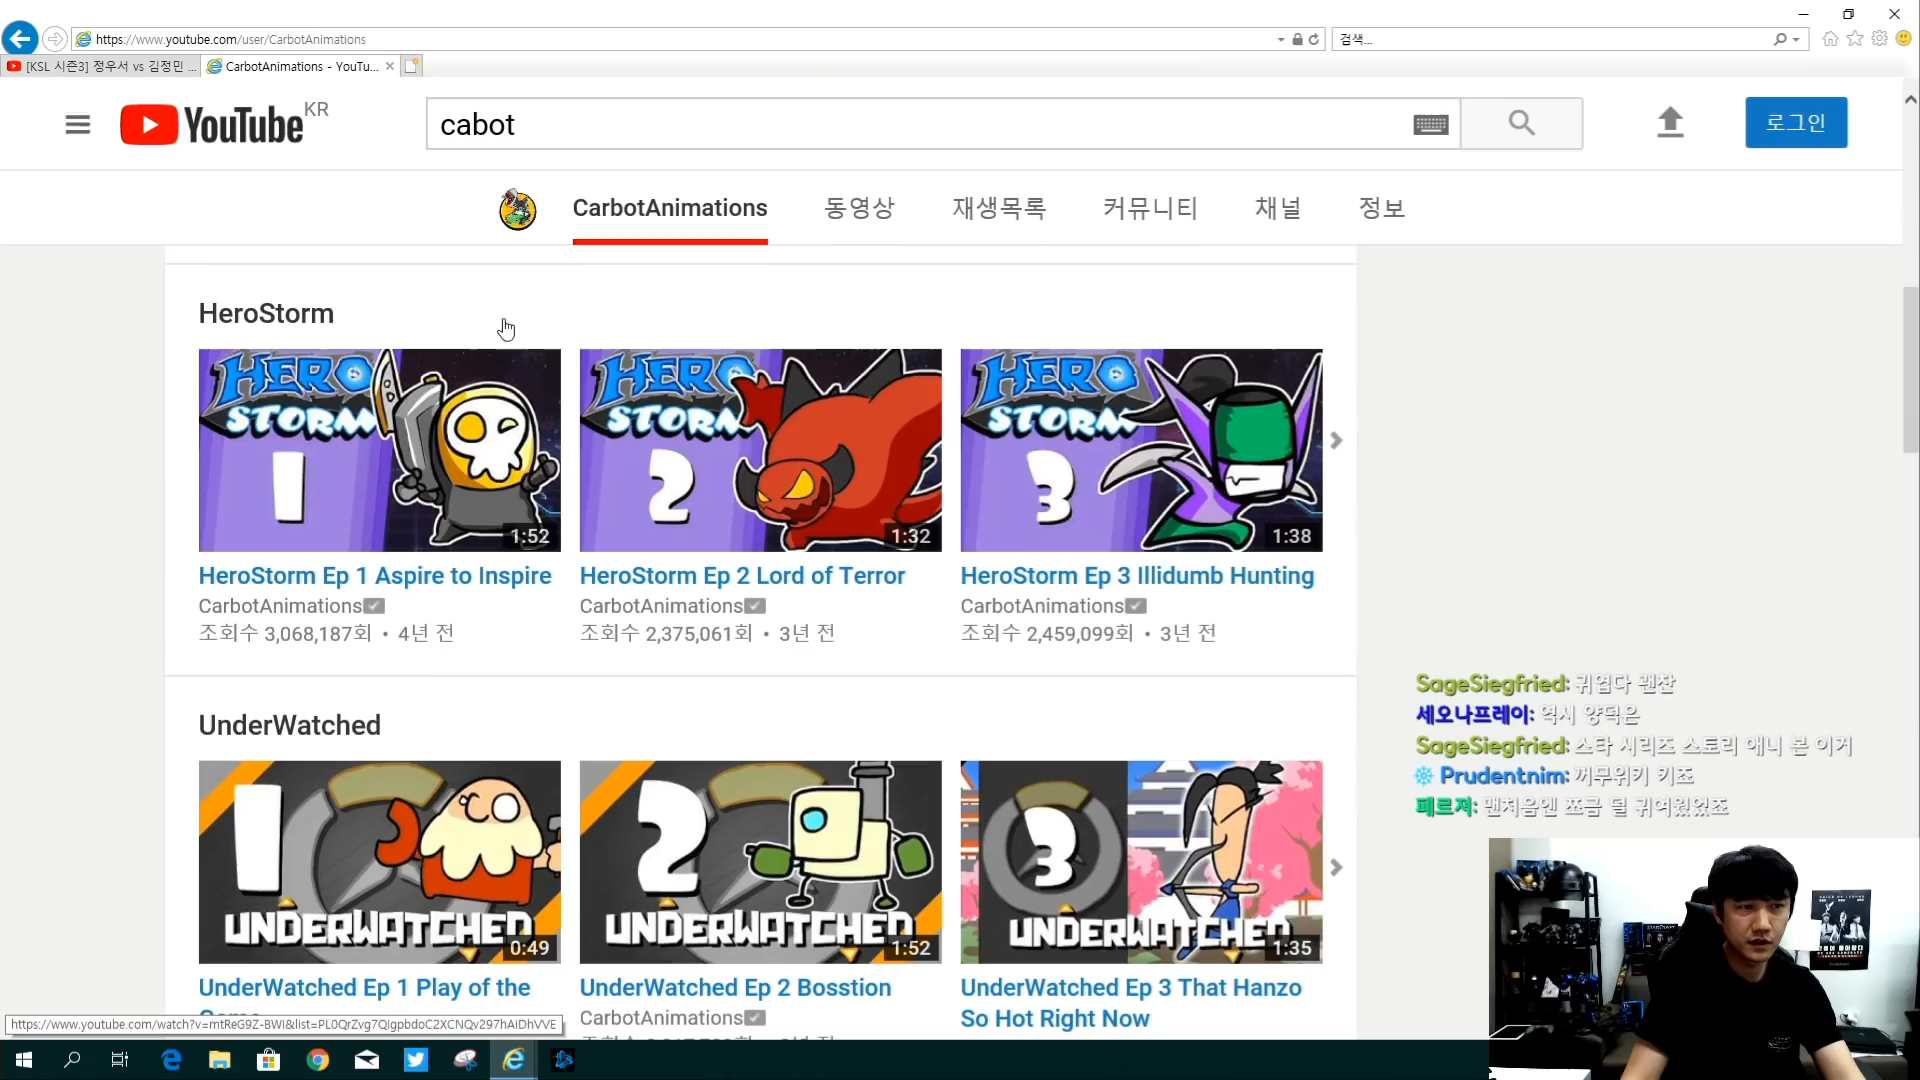 https://www.youtube.com/user/CarbotAnimations
검색...
[KSL 시즌3] 정우서 vs 김정민 ...
CarbotAnimations - YouTu...
YouTube KR
cabot
로그인
CarbotAnimations 동영상 재생목록 커뮤니티 채널 정보
HeroStorm
HERO STORM 1 1:52
HERO STORM 2 1:32
HERO STORM 3 1:38
HeroStorm Ep 1 Aspire to Inspire
CarbotAnimations
조회수 3,068,187회 • 4년 전
HeroStorm Ep 2 Lord of Terror
CarbotAnimations
조회수 2,375,061회 • 3년 전
HeroStorm Ep 3 Illidumb Hunting
CarbotAnimations
조회수 2,459,099회 • 3년 전
SageSiegfried: 귀엽다 괜찬
세오나프레이: 역시 양덕은
SageSiegfried: 스타 시리즈 스토리 애니 본 이거
Prudentnim: 꺼무위키 키죠
페르져: 맨처음엔 쪼금 덜 귀여웠었죠
UnderWatched
1 UNDERWATCHED 0:49
2 UNDERWATCHED 1:52
3 UNDERWATCHED 1:35
UnderWatched Ep 1 Play of the
UnderWatched Ep 2 Bosstion
CarbotAnimations
UnderWatched Ep 3 That Hanzo
So Hot Right Now
https://www.youtube.com/watch?v=mtReG9Z-BWI&list=PL0QrZvg7QIgpbdoC2XCNQv297hAiDhVVE